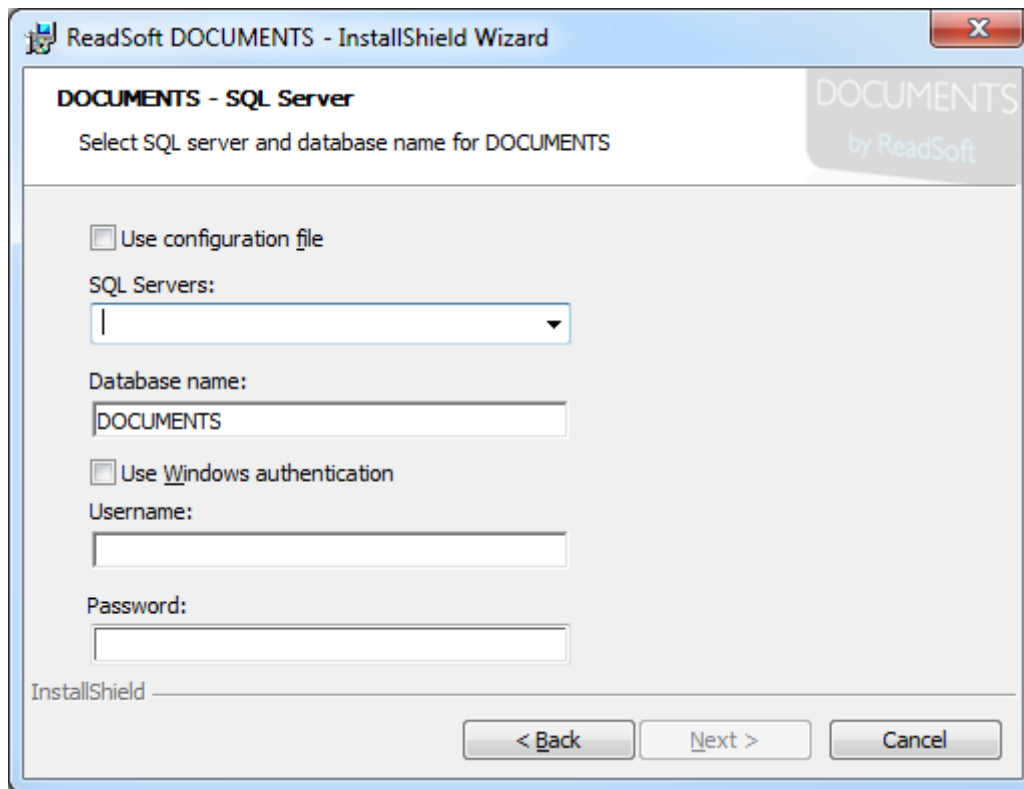 ReadSoft DOCUMENTS - InstallShield Wizard
X
DOCUMENTS - SQL Server
Select SQL server and database name for DOCUMENTS
DOCUMENTS
by ReadSoft
Use configuration file
SQL Servers:
Database name:
DOCUMENTS
Use Windows authentication
Username:
Password:
InstallShield
< Back
Next >
Cancel